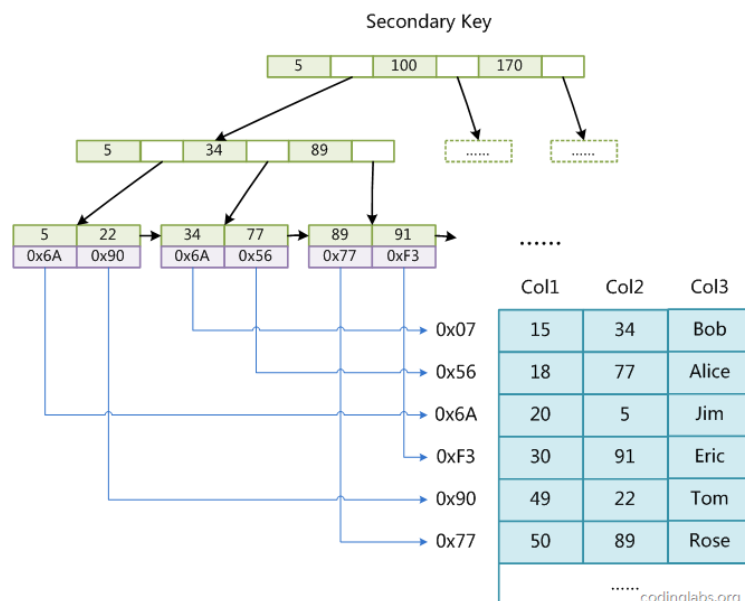 Secondary Key
5 100 170
5 34 89
...... ......
5 22 34 77 89 91
0x6A 0x90 0x6A 0x56 0x77 0xF3
......
Col1 Col2 Col3
0x07 15 34 Bob
0x56 18 77 Alice
0x6A 20 5 Jim
0xF3 30 91 Eric
0x90 49 22 Tom
0x77 50 89 Rose
......
codinglabs.org